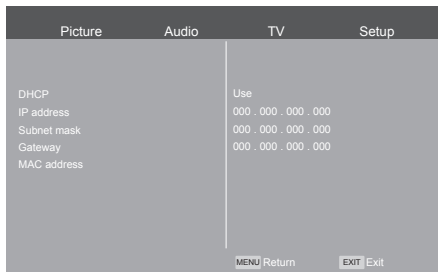 Picture Audio TV Setup
DHCP Use
IP address 000 . 000 . 000 . 000
Subnet mask 000 . 000 . 000 . 000
Gateway 000 . 000 . 000 . 000
MAC address
MENU Return EXIT Exit